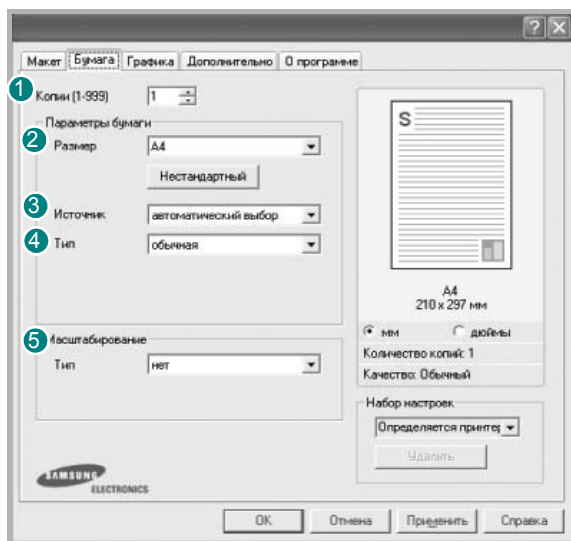 Макет Бумага Графика Дополнительно О программе
1 Копии (1-999) 1
Параметры бумаги
2 Размер A4
Нестандартный
3 Источник автоматический выбор
4 Тип обычная
5 Масштабирование
Тип нет
S
A4
210 x 297 мм
мм дюймы
Количество копий: 1
Качество: Обычный
Набор настроек
Определяется принтер
Удалить
SAMSUNG
ELECTRONICS
OK Отмена Применить Справка